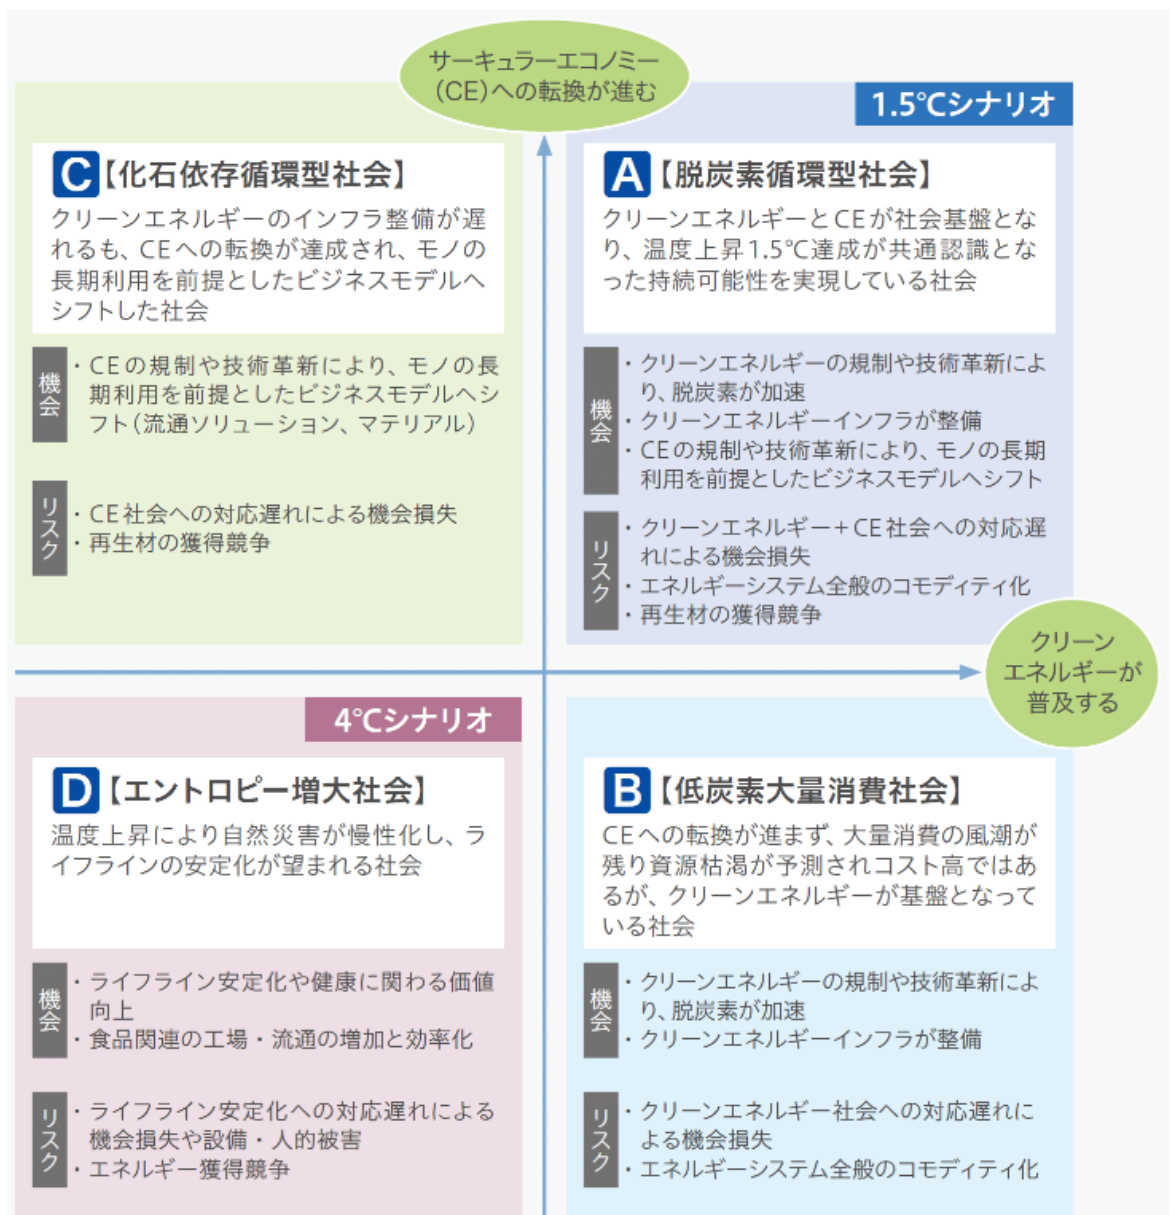 サーキュラーエコノミー
(CE)への転換が進む
C【化石依存循環型社会】
クリーンエネルギーのインフラ整備が遅
れるも、CEへの転換が達成され、モノの
長期利用を前提としたビジネスモデルへ
シフトした社会
機会
・CEの規制や技術革新により、モノの長
期利用を前提としたビジネスモデルへシ
フト(流通ソリューション、マテリアル)
リスク
・CE社会への対応遅れによる機会損失
・再生材の獲得競争
1.5℃シナリオ
A【脱炭素循環型社会】
クリーンエネルギーとCEが社会基盤とな
り、温度上昇1.5℃達成が共通認識とな
った持続可能性を実現している社会
機会
・クリーンエネルギーの規制や技術革新によ
り、脱炭素が加速
・クリーンエネルギーインフラが整備
・CEの規制や技術革新により、モノの長期
利用を前提としたビジネスモデルへシフト
リスク
・クリーンエネルギー+CE社会への対応遅
れによる機会損失
・エネルギーシステム全般のコモディティ化
・再生材の獲得競争
クリーン
エネルギーが
普及する
4℃シナリオ
D【エントロピー増大社会】
温度上昇により自然災害が慢性化し、ラ
イフラインの安定化が望まれる社会
機会
・ライフライン安定化や健康に関わる価値
向上
・食品関連の工場・流通の増加と効率化
リスク
・ライフライン安定化への対応遅れによる
機会損失や設備・人的被害
・エネルギー獲得競争
B【低炭素大量消費社会】
CEへの転換が進まず、大量消費の風潮が
残り資源枯渇が予測されコスト高ではあ
るが、クリーンエネルギーが基盤となって
いる社会
機会
・クリーンエネルギーの規制や技術革新によ
り、脱炭素が加速
・クリーンエネルギーインフラが整備
リスク
・クリーンエネルギー社会への対応遅れに
よる機会損失
・エネルギーシステム全般のコモディティ化